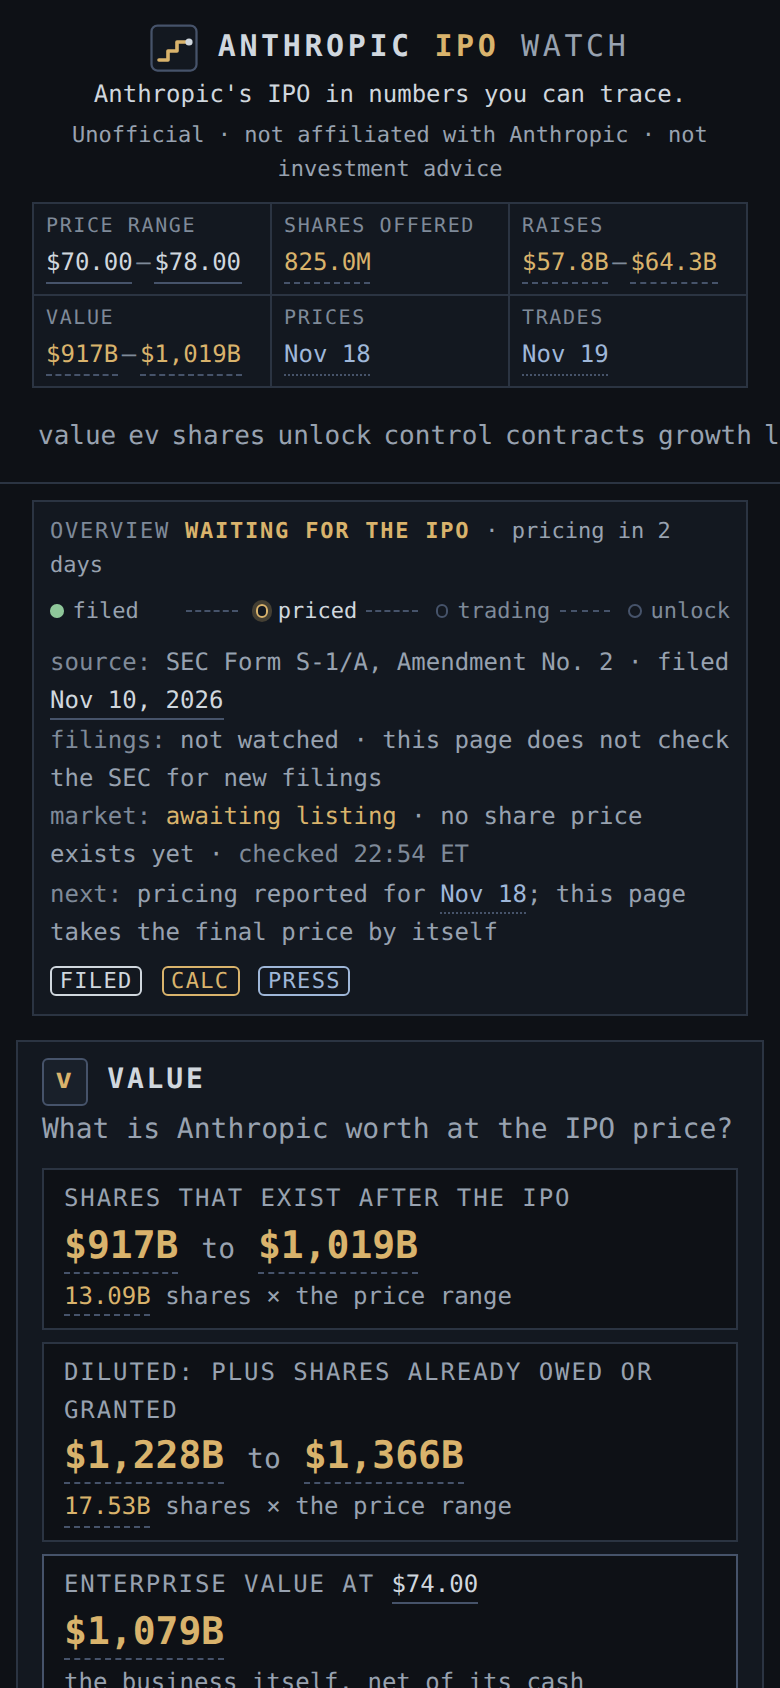 ANTHROPIC IPO WATCH
Anthropic's IPO in numbers you can trace.
Unofficial · not affiliated with Anthropic · not
investment advice
PRICE RANGE
$70.00–$78.00
SHARES OFFERED
825.0M
RAISES
$57.8B–$64.3B
VALUE
$917B–$1,019B
PRICES
Nov 18
TRADES
Nov 19
value ev shares unlock control contracts growth l
OVERVIEW WAITING FOR THE IPO · pricing in 2
days
filed priced trading unlock
source: SEC Form S-1/A, Amendment No. 2 · filed
Nov 10, 2026
filings: not watched · this page does not check
the SEC for new filings
market: awaiting listing · no share price
exists yet · checked 22:54 ET
next: pricing reported for Nov 18; this page
takes the final price by itself
FILED CALC PRESS
v VALUE
What is Anthropic worth at the IPO price?
SHARES THAT EXIST AFTER THE IPO
$917B to $1,019B
13.09B shares × the price range
DILUTED: PLUS SHARES ALREADY OWED OR
GRANTED
$1,228B to $1,366B
17.53B shares × the price range
ENTERPRISE VALUE AT $74.00
$1,079B
the business itself, net of its cash